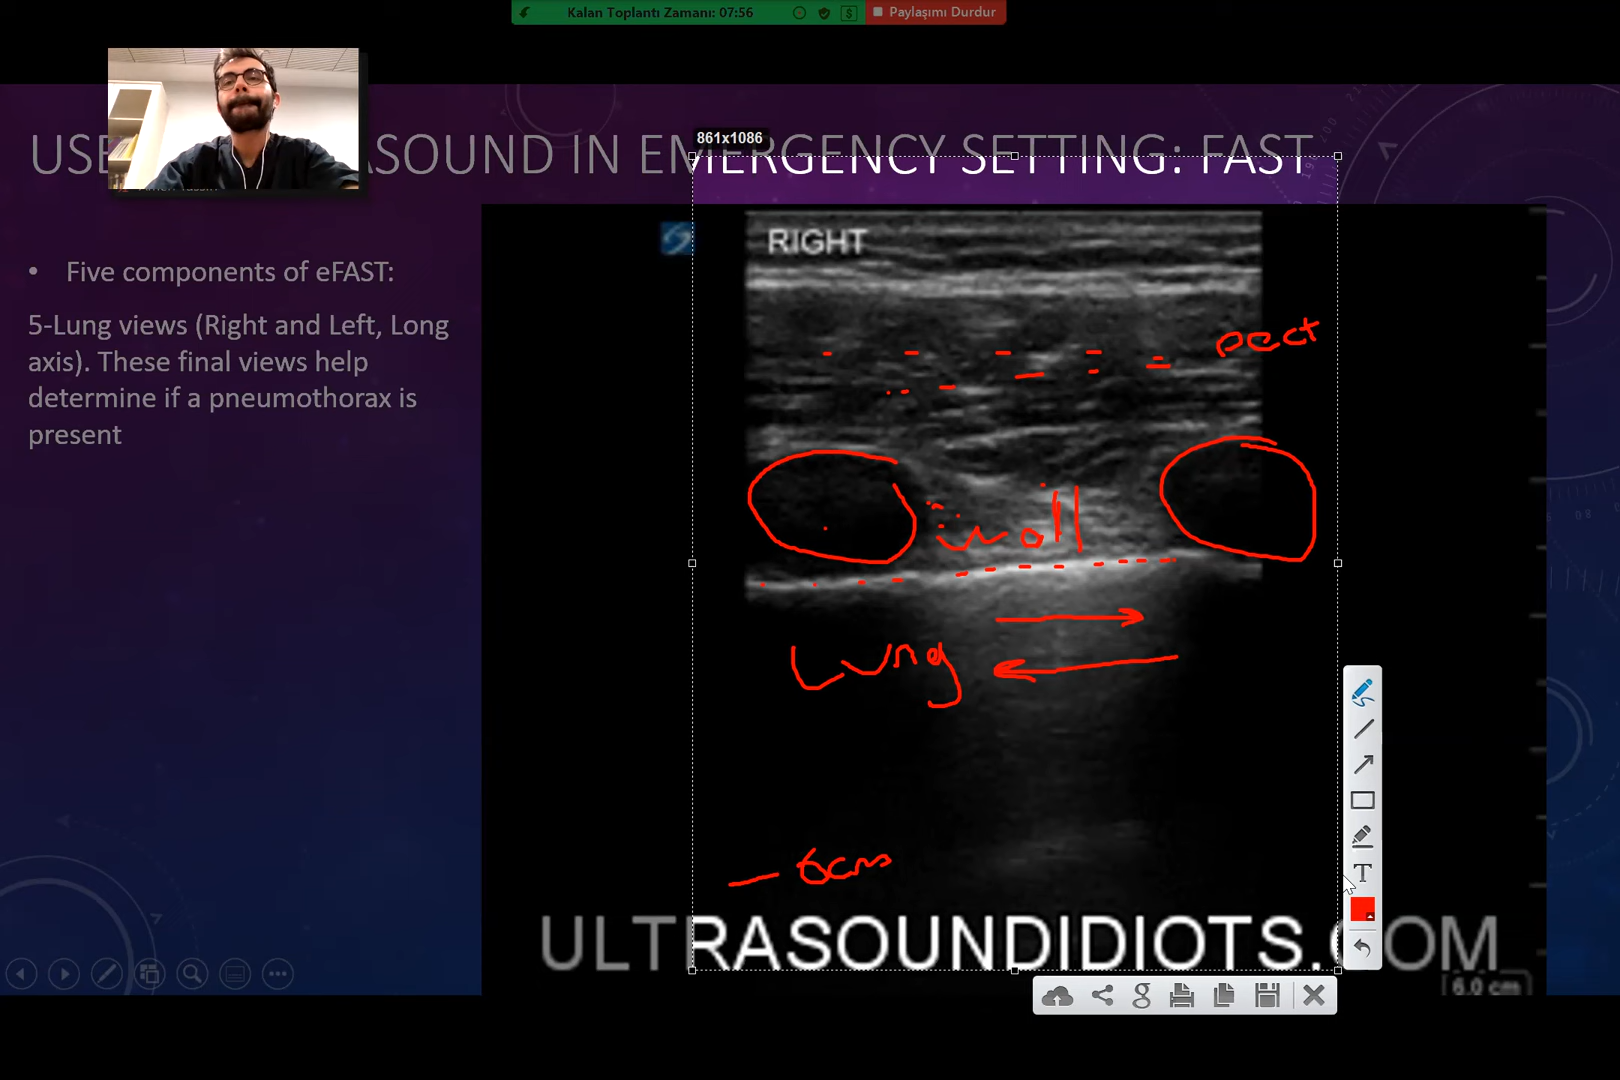 Kalan Toplantı Zamanı: 07:56
Paylaşımı Durdur
861x1086
USE SOUND IN EMERGENCY SETTING: FAST
RIGHT
• Five components of eFAST:
5-Lung views (Right and Left, Long
axis). These final views help
determine if a pneumothorax is
present
pect
wall
Lung
6cm
ULTRASOUNDIDIOTS.COM
6.0 cm